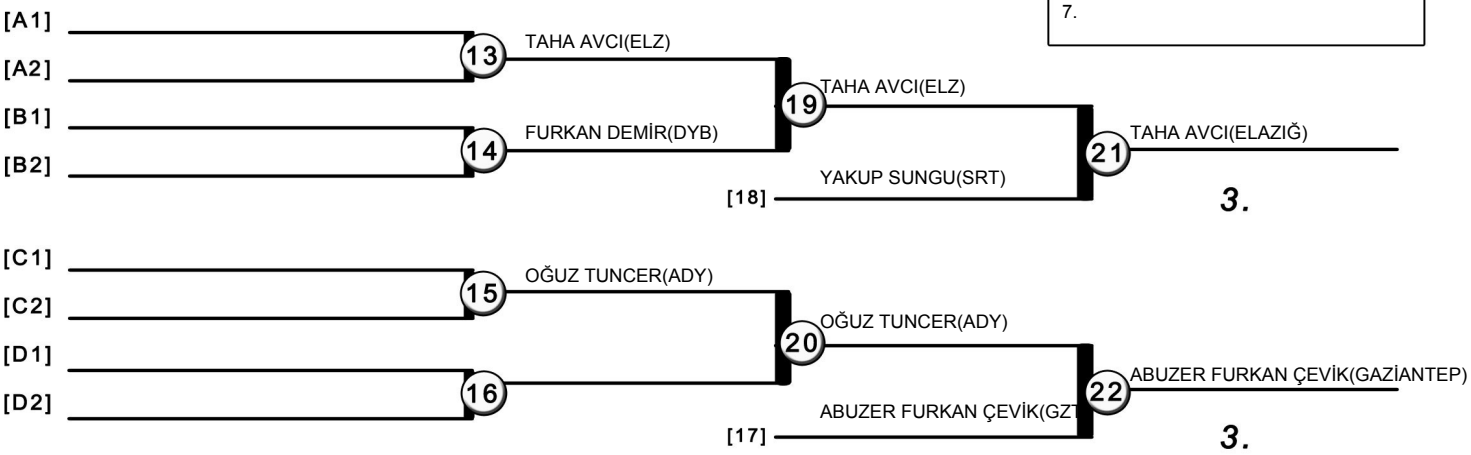 7.
[A1]
13
TAHA AVCI(ELZ)
[A2]
19
TAHA AVCI(ELZ)
[B1]
14
FURKAN DEMİR(DYB)
21
TAHA AVCI(ELAZIĞ)
[B2]
[18]
YAKUP SUNGU(SRT)
3.
[C1]
15
OĞUZ TUNCER(ADY)
[C2]
20
OĞUZ TUNCER(ADY)
[D1]
16
22
ABUZER FURKAN ÇEVİK(GAZİANTEP)
[D2]
[17]
ABUZER FURKAN ÇEVİK(GZT
3.